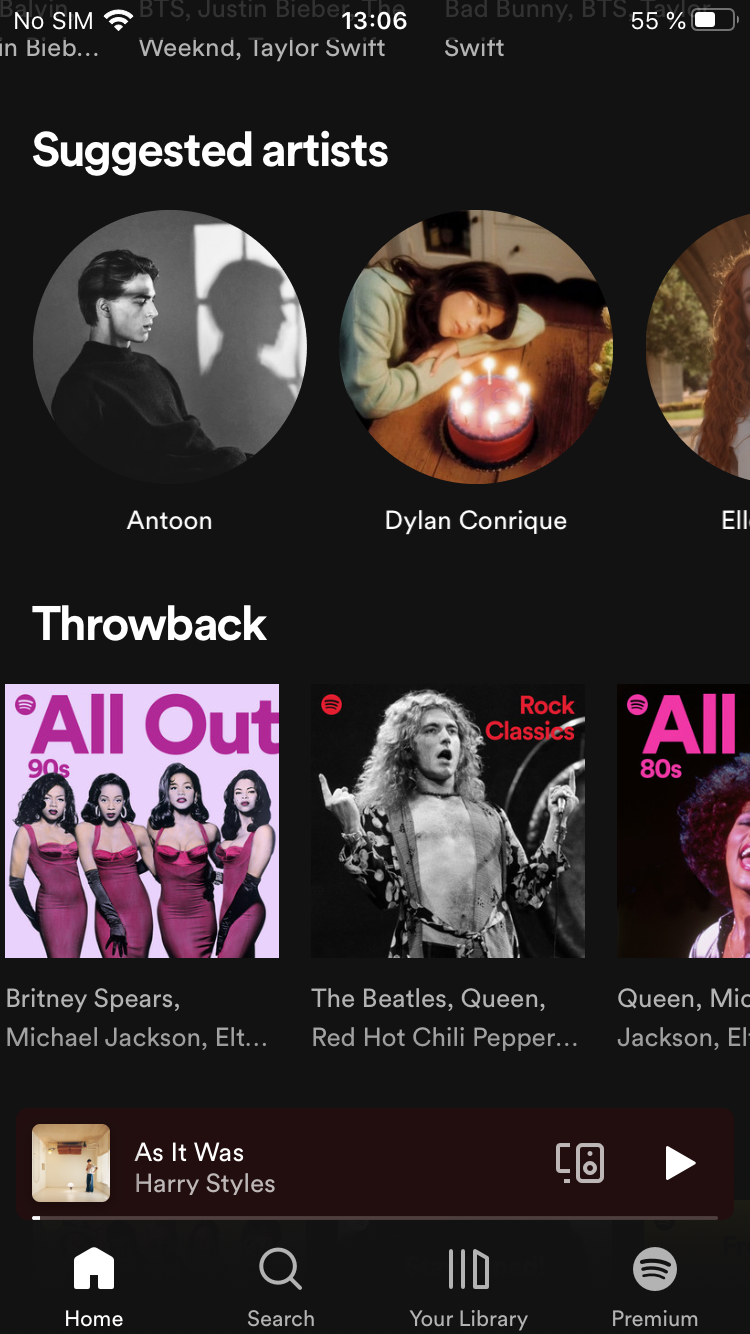 Balvin,
BTS, Justin Bieber, The
Bad Bunny, BTS, Taylor
No SIM
13:06
55 %
in Bieb...
Weeknd, Taylor Swift
Swift
Suggested artists
Antoon
Dylan Conrique
Ell
Throwback
All Out
90s
Rock
Classics
All
80s
Britney Spears,
Michael Jackson, Elt...
The Beatles, Queen,
Red Hot Chili Pepper...
Queen, Mic
Jackson, El
As It Was
Harry Styles
Home
Search
Your Library
Premium